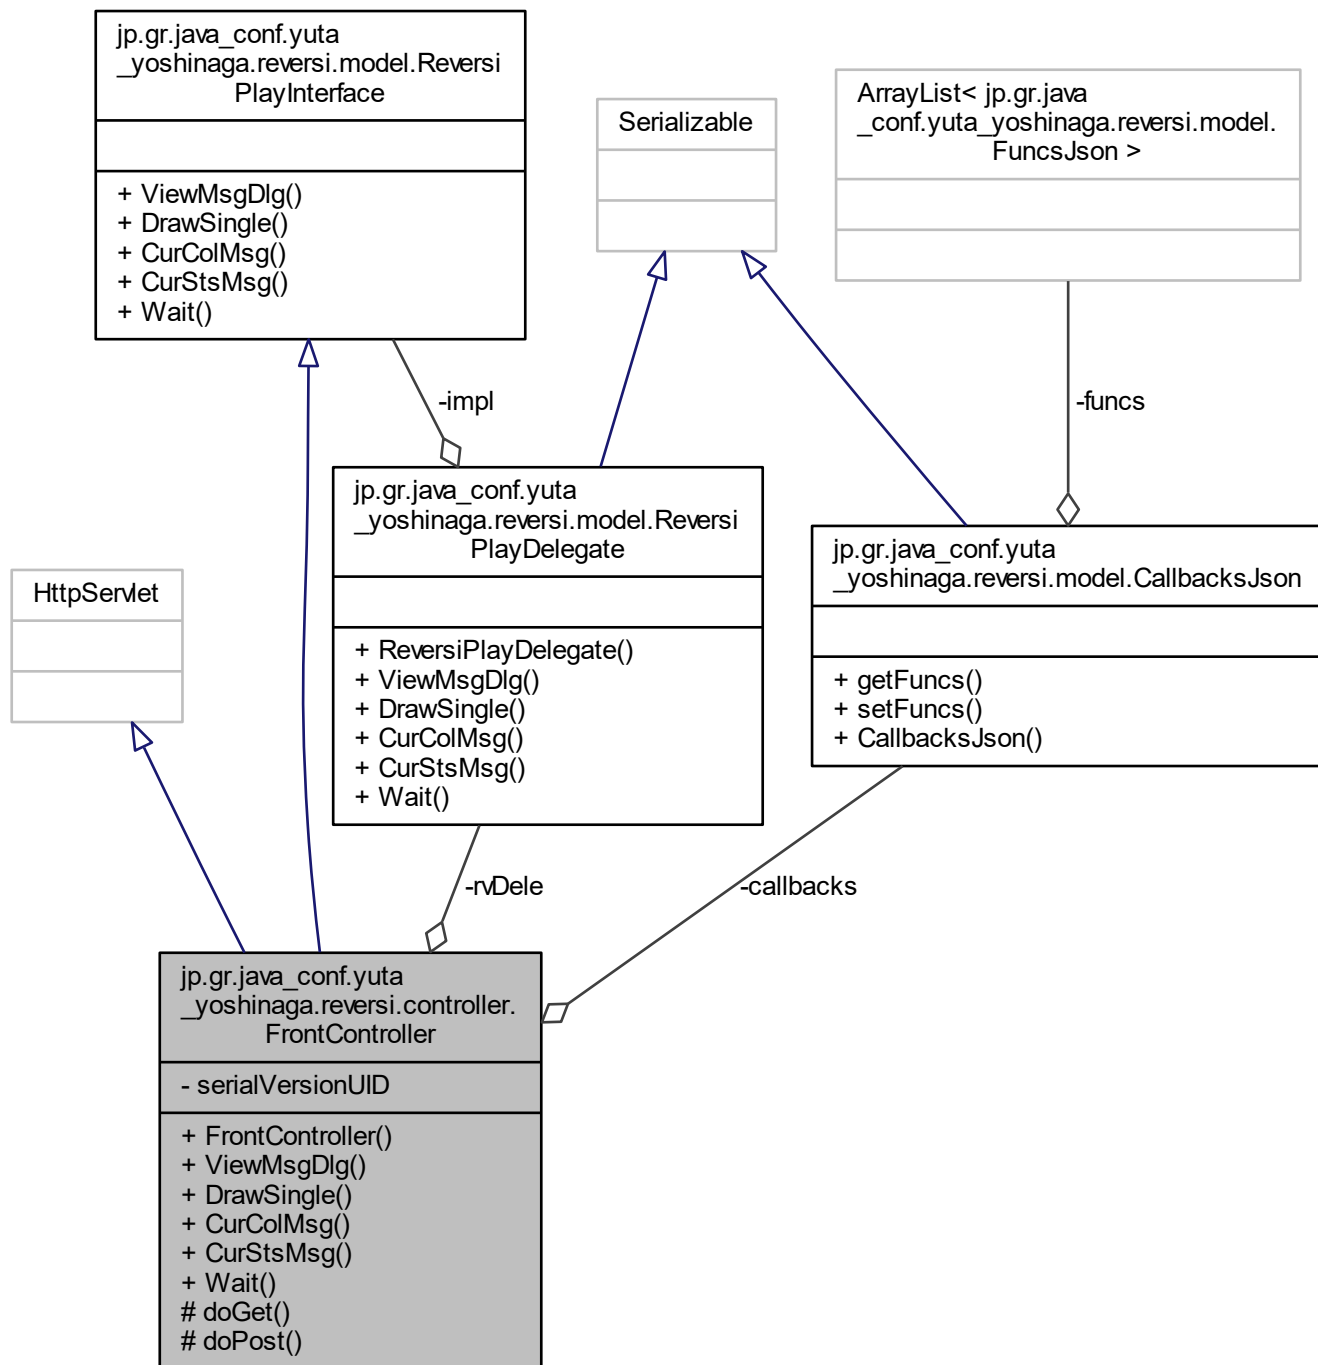 jp.gr.java_conf.yuta
_yoshinaga.reversi.model.Reversi
PlayInterface
+ ViewMsgDlg()
+ DrawSingle()
+ CurColMsg()
+ CurStsMsg()
+ Wait()
Serializable
ArrayList< jp.gr.java
_conf.yuta_yoshinaga.reversi.model.
FuncsJson >
-impl
-funcs
jp.gr.java_conf.yuta
_yoshinaga.reversi.model.Reversi
PlayDelegate
+ ReversiPlayDelegate()
+ ViewMsgDlg()
+ DrawSingle()
+ CurColMsg()
+ CurStsMsg()
+ Wait()
jp.gr.java_conf.yuta
_yoshinaga.reversi.model.CallbacksJson
+ getFuncs()
+ setFuncs()
+ CallbacksJson()
HttpServlet
-rvDele
-callbacks
jp.gr.java_conf.yuta
_yoshinaga.reversi.controller.
FrontController
- serialVersionUID
+ FrontController()
+ ViewMsgDlg()
+ DrawSingle()
+ CurColMsg()
+ CurStsMsg()
+ Wait()
# doGet()
# doPost()